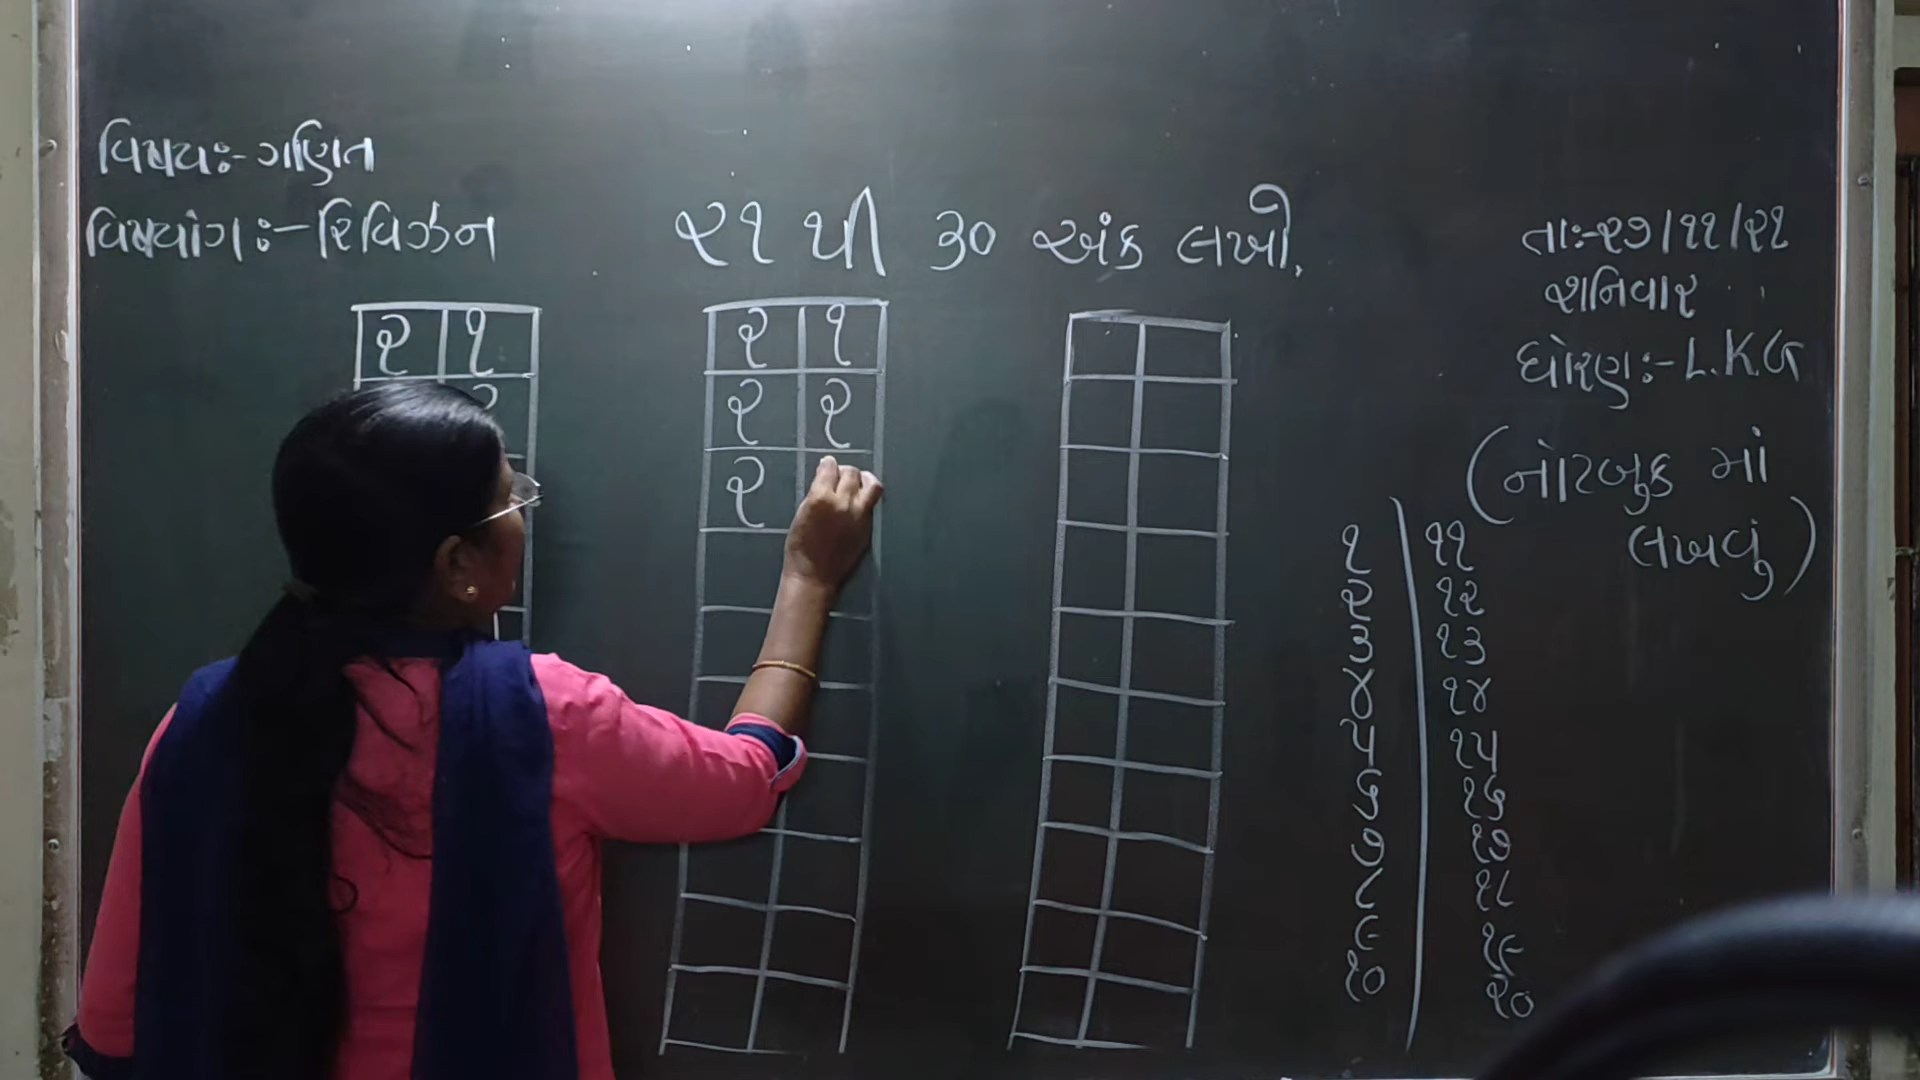 વિષય:- ગણિત
વિષયાંગ:- રિવિઝન
૨૧ થી ૩૦ અંક લખો.
તા:-૨૭/૧૧/૨૧
શનિવાર
ધોરણ:- L.K.G
(નોટબુક માં
લખવું)
૨ ૧
૨ ૧
૨ ૨
૨
૧ ૧૧
૨ ૧૨
૩ ૧૩
૪ ૧૪
૫ ૧૫
૬ ૧૬
૭ ૧૭
૮ ૧૮
૯ ૧૯
૧૦ ૨૦